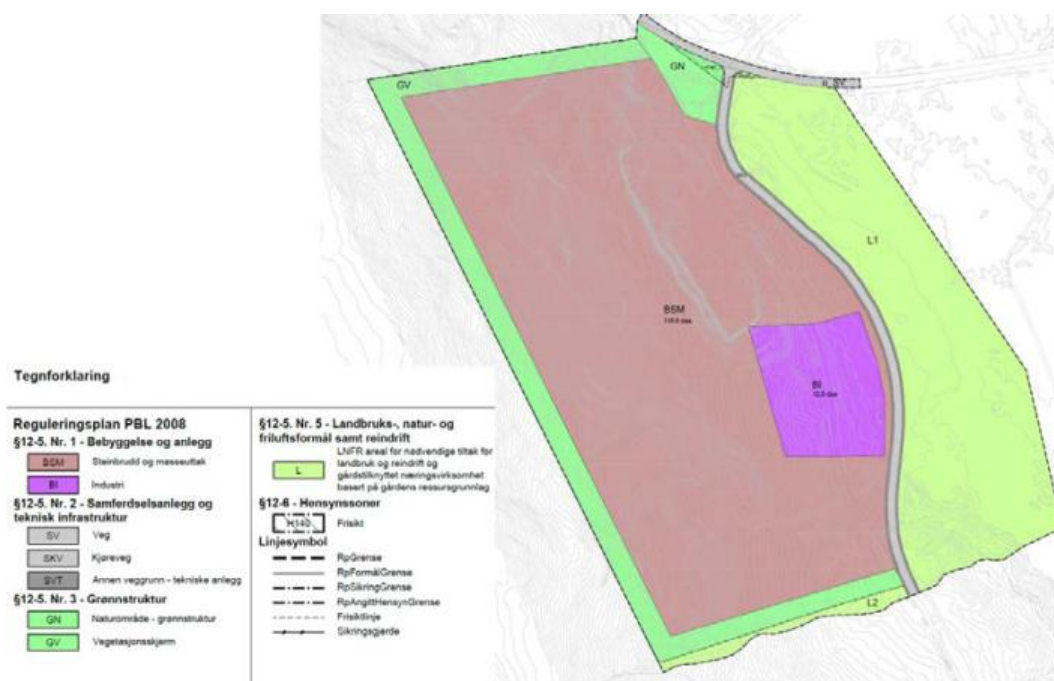 GV
GN
o_SV
L1
BSM
BI
L2
Tegnforklaring
Reguleringsplan PBL 2008
§12-5. Nr. 1 - Bebyggelse og anlegg
BSM Steinbrudd og masseuttak
BI Industri
§12-5. Nr. 2 - Samferdselsanlegg og
teknisk infrastruktur
SV Veg
SKV Kjøreveg
SVT Annen veggrunn - tekniske anlegg
§12-5. Nr. 3 - Grønnstruktur
GN Naturområde - grønnstruktur
GV Vegetasjonsskjerm
§12-5. Nr. 5 - Landbruks-, natur- og
friluftsformål samt reindrift
LNFR areal for nødvendige tiltak for
L landbruk og reindrift og
gårdstilknyttet næringsvirksomhet
basert på gårdens ressursgrunnlag
§12-6 - Hensynssoner
H140 Frisikt
Linjesymbol
RpGrense
RpFormålGrense
RpSikringGrense
RpAngittHensynGrense
Frisiktlinje
Sikringsgjerde